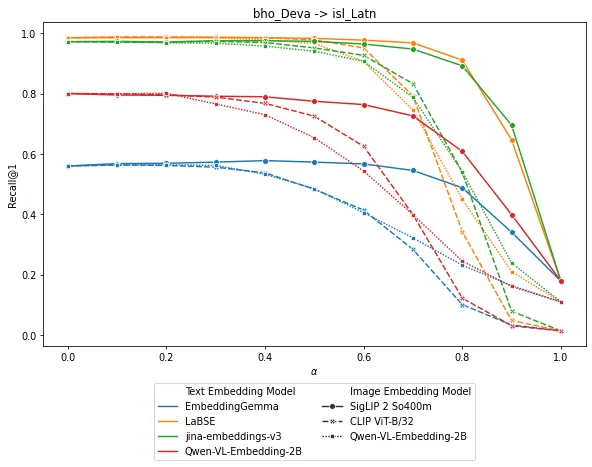 bho_Deva -> isl_Latn
Recall@1
1.0
0.8
0.6
0.4
0.2
0.0
0.0 0.2 0.4 0.6 0.8 1.0
α
Text Embedding Model
EmbeddingGemma
LaBSE
jina-embeddings-v3
Qwen-VL-Embedding-2B
Image Embedding Model
SigLIP 2 So400m
CLIP ViT-B/32
Qwen-VL-Embedding-2B